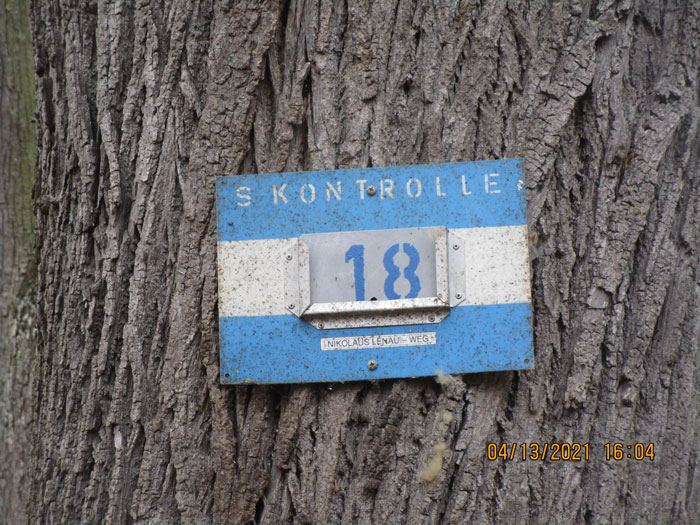 S KONTROLLE
18
NIKOLAUS LENAU - WEG
04/13/2021 16:04